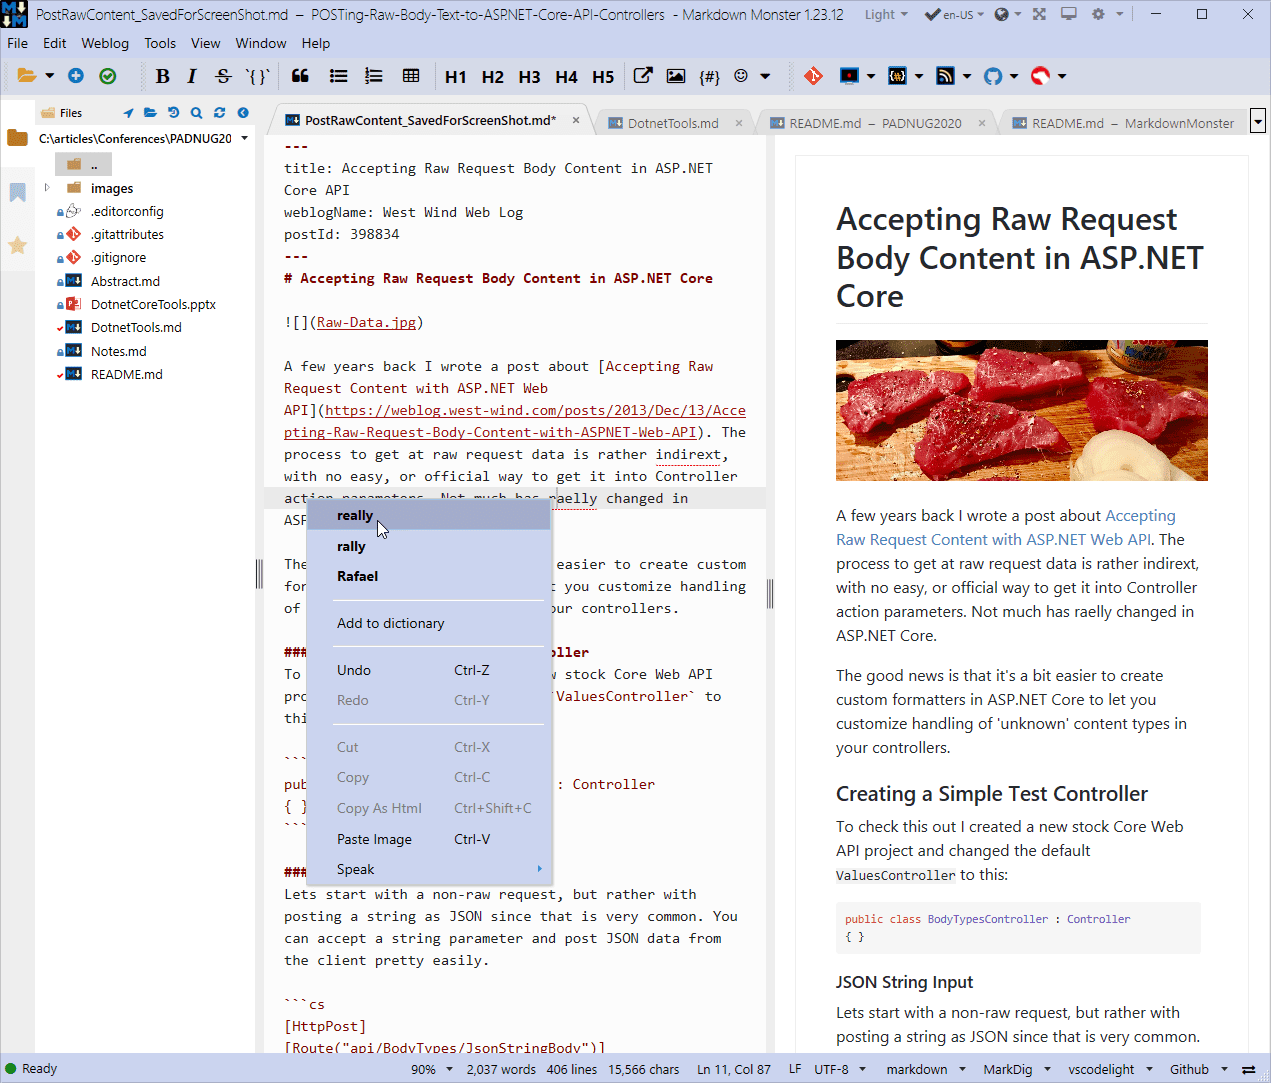 PostRawContent_SavedForScreenShot.md – POSTing-Raw-Body-Text-to-ASP.NET-Core-API-Controllers - Markdown Monster 1.23.12
Light
en-US
File Edit Weblog Tools View Window Help
B I S `{}` H1 H2 H3 H4 H5 {#}
Files
C:\articles\Conferences\PADNUG20
..
images
.editorconfig
.gitattributes
.gitignore
Abstract.md
DotnetCoreTools.pptx
DotnetTools.md
Notes.md
README.md
PostRawContent_SavedForScreenShot.md*
DotnetTools.md
README.md – PADNUG2020
README.md – MarkdownMonster
---
title: Accepting Raw Request Body Content in ASP.NET
Core API
weblogName: West Wind Web Log
postId: 398834
---
# Accepting Raw Request Body Content in ASP.NET Core
![](Raw-Data.jpg)
A few years back I wrote a post about [Accepting Raw
Request Content with ASP.NET Web
API](https://weblog.west-wind.com/posts/2013/Dec/13/Acce
pting-Raw-Request-Body-Content-with-ASPNET-Web-API). The
process to get at raw request data is rather indirext,
with no easy, or official way to get it into Controller
action parameters. Not much has raelly changed in
ASP
The easier to create custom
for t you customize handling
of our controllers.
### ller
To w stock Core Web API
pro `ValuesController` to
thi
```
pub : Controller
{ }
```
###
Lets start with a non-raw request, but rather with
posting a string as JSON since that is very common. You
can accept a string parameter and post JSON data from
the client pretty easily.
```cs
[HttpPost]
[Route("api/BodyTypes/JsonStringBody")]
really
rally
Rafael
Add to dictionary
Undo Ctrl-Z
Redo Ctrl-Y
Cut Ctrl-X
Copy Ctrl-C
Copy As Html Ctrl+Shift+C
Paste Image Ctrl-V
Speak
Accepting Raw Request
Body Content in ASP.NET
Core
A few years back I wrote a post about Accepting
Raw Request Content with ASP.NET Web API. The
process to get at raw request data is rather indirext,
with no easy, or official way to get it into Controller
action parameters. Not much has raelly changed in
ASP.NET Core.
The good news is that it's a bit easier to create
custom formatters in ASP.NET Core to let you
customize handling of 'unknown' content types in
your controllers.
Creating a Simple Test Controller
To check this out I created a new stock Core Web
API project and changed the default
ValuesController to this:
public class BodyTypesController : Controller
{ }
JSON String Input
Lets start with a non-raw request, but rather with
posting a string as JSON since that is very common.
Ready
90% 2,037 words 406 lines 15,566 chars Ln 11, Col 87 LF UTF-8 markdown MarkDig vscodelight Github